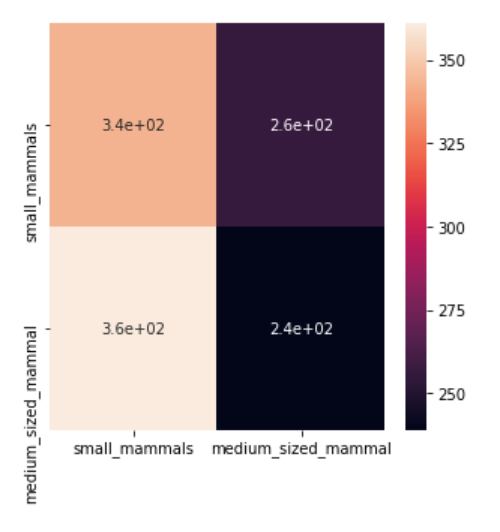 small_mammals
medium_sized_mammal
3.4e+02 2.6e+02
3.6e+02 2.4e+02
small_mammals medium_sized_mammal
350
325
300
275
250